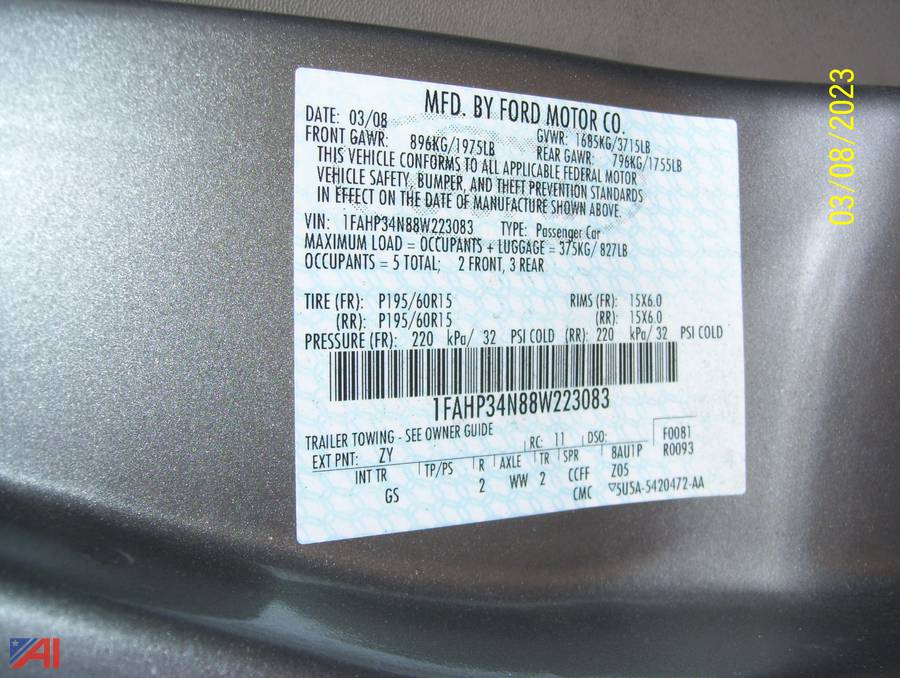 MFD. BY FORD MOTOR CO.
DATE: 03/08 GVWR: 1685KG/3715LB
FRONT GAWR: 896KG/1975LB REAR GAWR: 796KG/1755LB
THIS VEHICLE CONFORMS TO ALL APPLICABLE FEDERAL MOTOR
VEHICLE SAFETY, BUMPER, AND THEFT PREVENTION STANDARDS
IN EFFECT ON THE DATE OF MANUFACTURE SHOWN ABOVE.
VIN: 1FAHP34N88W223083 TYPE: Passenger Car
MAXIMUM LOAD = OCCUPANTS + LUGGAGE = 375KG/ 827LB
OCCUPANTS = 5 TOTAL; 2 FRONT, 3 REAR
TIRE (FR): P195/60R15 RIMS (FR): 15X6.0
(RR): P195/60R15 (RR): 15X6.0
PRESSURE (FR): 220 kPa/ 32 PSI COLD (RR): 220 kPa/ 32 PSI COLD
1FAHP34N88W223083
TRAILER TOWING - SEE OWNER GUIDE F0081
EXT PNT: ZY RC: 11 DSO: R0093
INT TR TP/PS R AXLE TR SPR 8AUTP
GS 2 WW 2 CCFF Z05
CMC ▽5U5A-5420472-AA
03/08/2023
AI